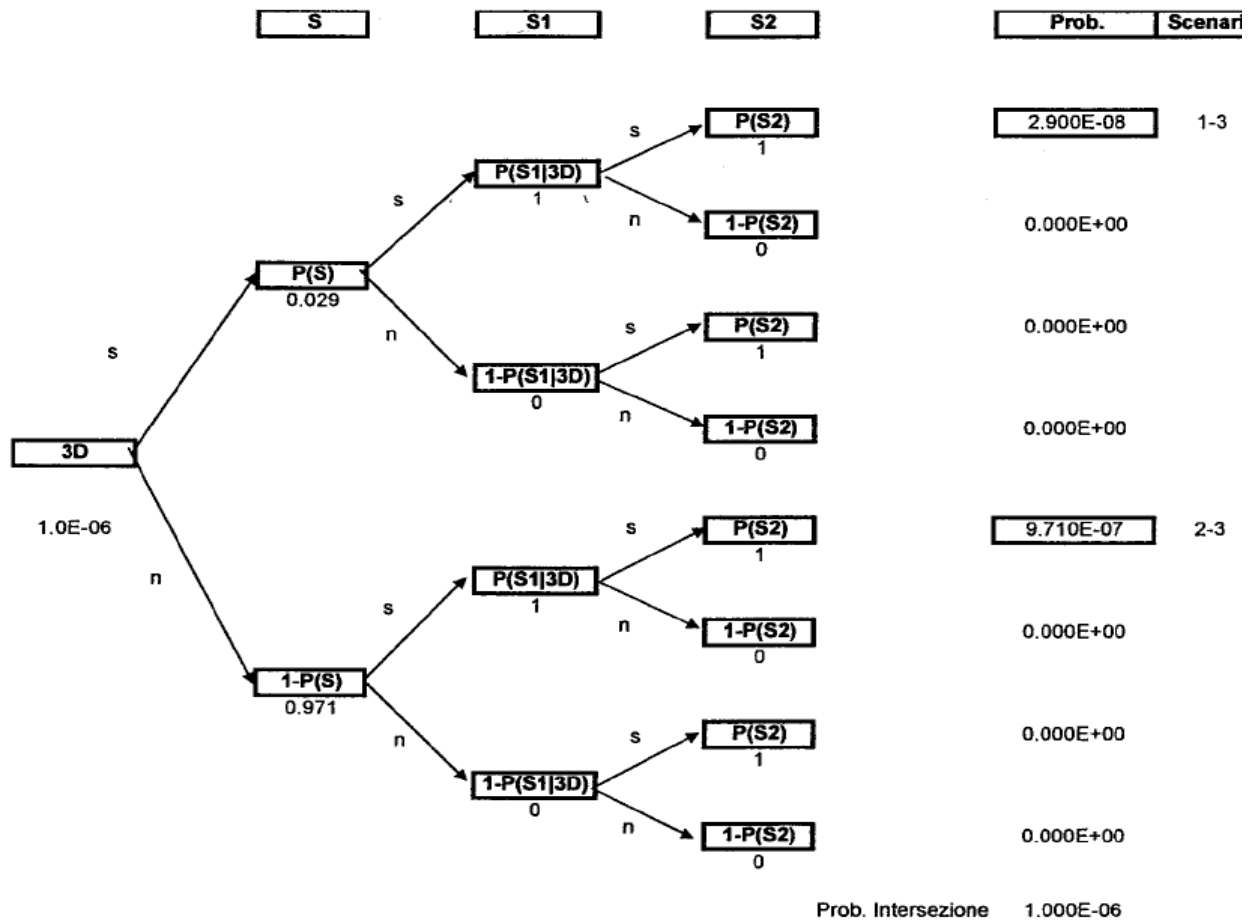 S S1 S2 Prob. Scenari
s P(S2) 2.900E-08 1-3
1
P(S1|3D)
1
s n 1-P(S2) 0.000E+00
0
P(S)
0.029
s P(S2) 0.000E+00
n 1
s 1-P(S1|3D)
0
n 1-P(S2) 0.000E+00
0
3D
1.0E-06
s P(S2) 9.710E-07 2-3
1
n P(S1|3D)
s 1
n 1-P(S2) 0.000E+00
0
1-P(S)
0.971
n s P(S2) 0.000E+00
1
1-P(S1|3D)
0
n 1-P(S2) 0.000E+00
0
Prob. Intersezione 1.000E-06